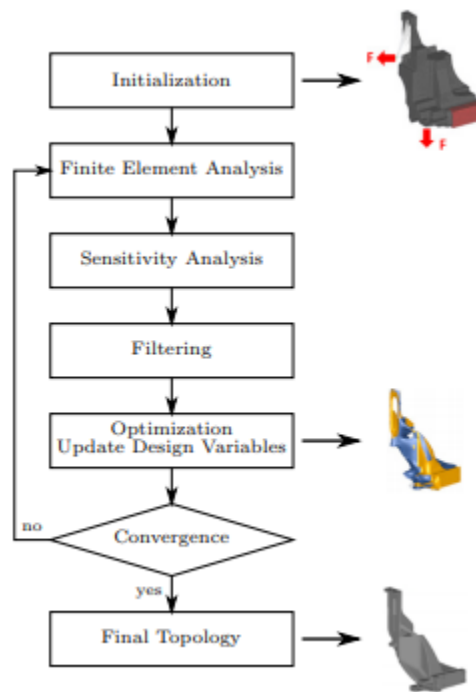 Initialization
F
F
Finite Element Analysis
Sensitivity Analysis
Filtering
Optimization
Update Design Variables
Convergence
no
yes
Final Topology